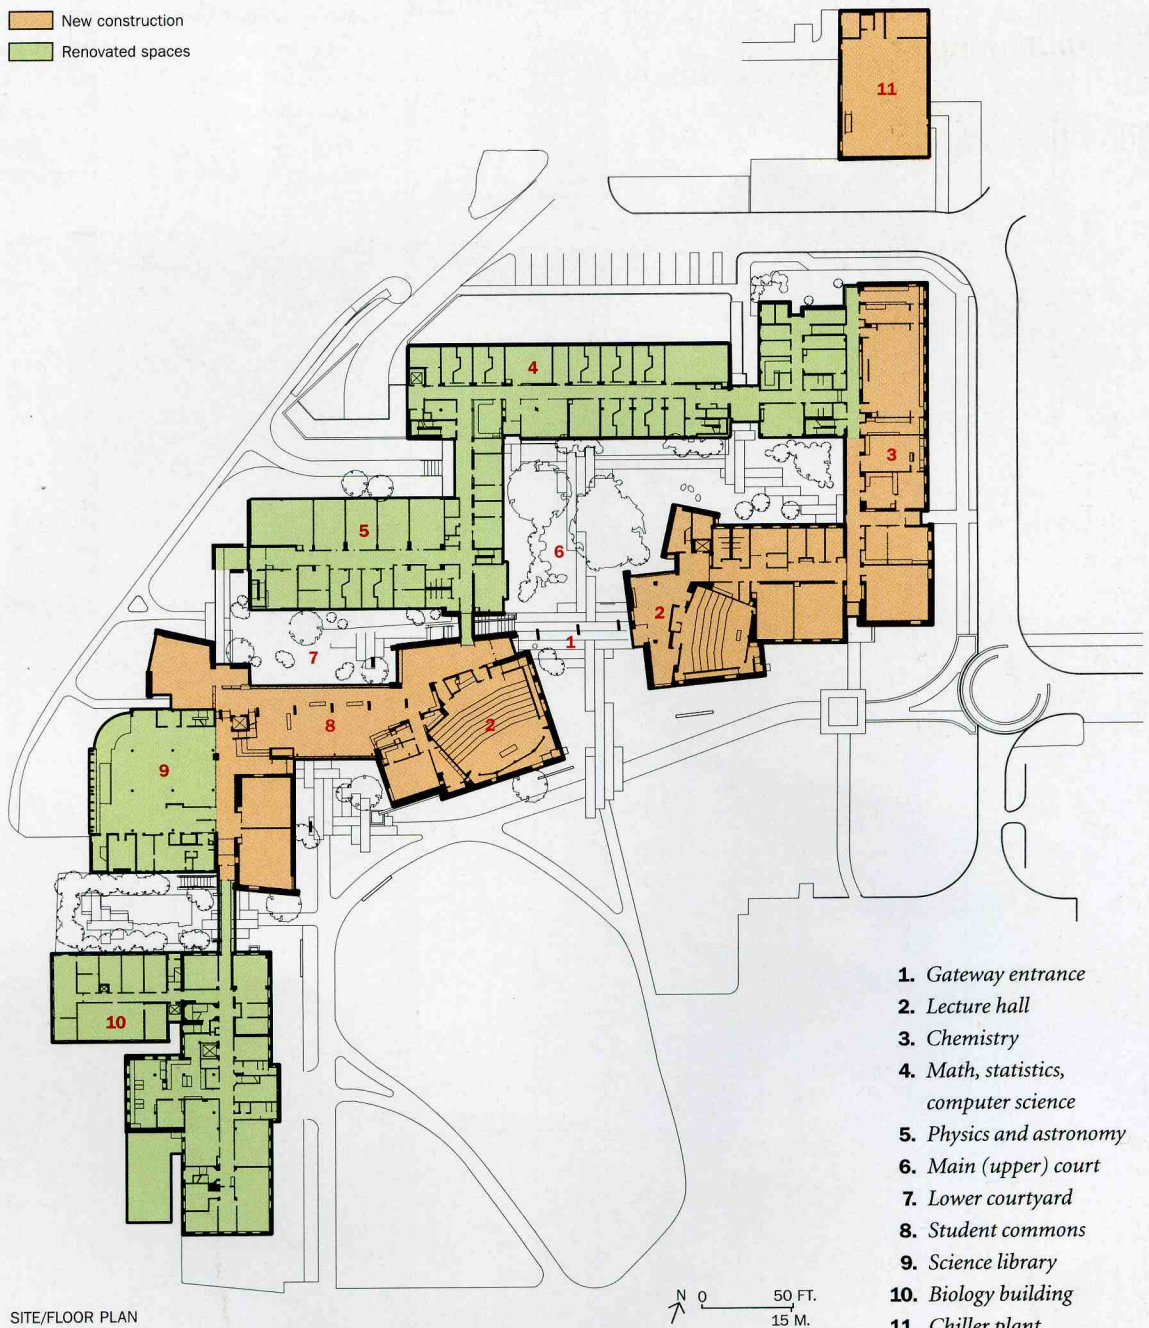 New construction
Renovated spaces
11
4
3
5
6
2
1
7
8
2
9
10
1. Gateway entrance
2. Lecture hall
3. Chemistry
4. Math, statistics,
computer science
5. Physics and astronomy
6. Main (upper) court
7. Lower courtyard
8. Student commons
9. Science library
10. Biology building
11. Chiller plant
N 0 50 FT.
15 M.
SITE/FLOOR PLAN